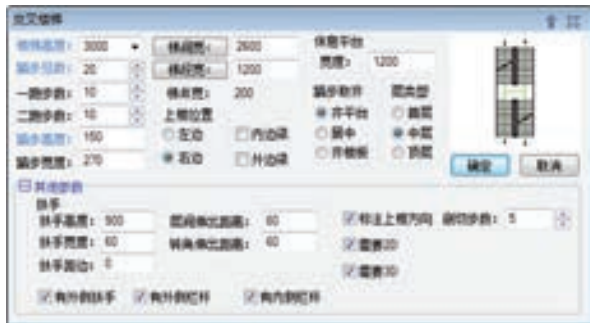 交叉楼梯
楼梯高度: 3000 梯间宽: 2600 休息平台
踏步总数: 20 梯段宽: 1200 宽度: 1200
一跑步数: 10 梯井宽: 200 踏步取齐 层类型
二跑步数: 10 上楼位置 齐平台 首层
踏步高度: 150 左边 内边梁 居中 中层
踏步宽度: 270 右边 外边梁 齐楼板 顶层 确定 取消
其他参数
扶手
扶手高度: 900 层间伸出距离: 60 标注上楼方向 剖切步数: 5
扶手宽度: 60 转角伸出距离: 60 需要2D
扶手距边: 0 需要3D
有外侧扶手 有外侧栏杆 有内侧栏杆